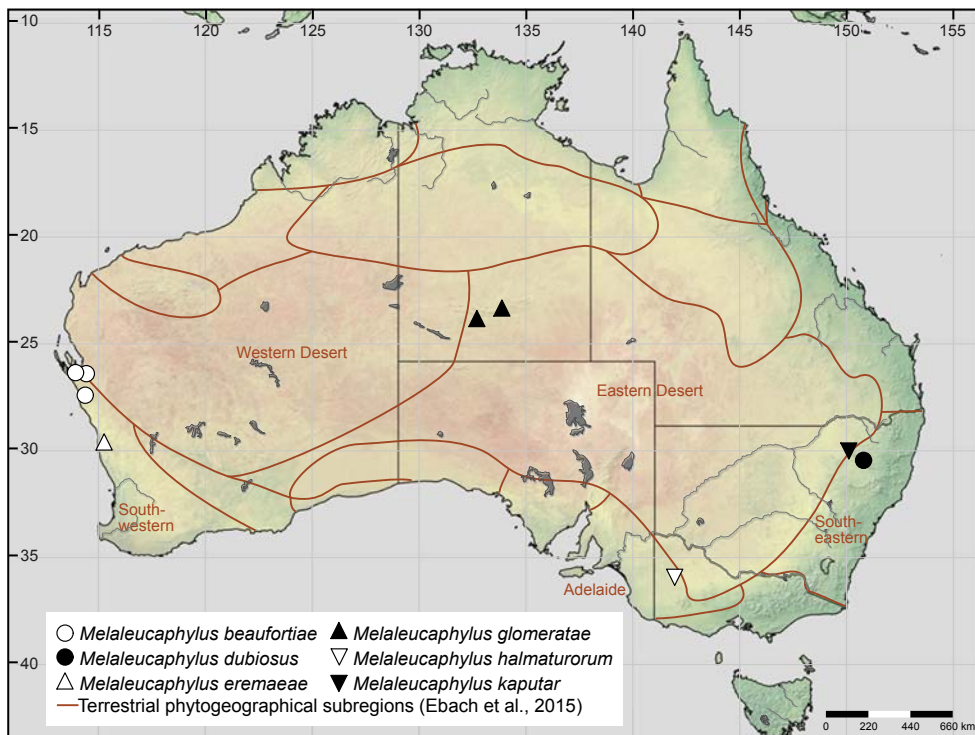 10
115 120 125 130 135 140 145 150 155
15
20
25
30
35
40
Western Desert
Eastern Desert
South-
western
South-
eastern
Adelaide
Melaleucaphylus beaufortiae
Melaleucaphylus dubiosus
Melaleucaphylus eremaeae
Melaleucaphylus glomeratae
Melaleucaphylus halmaturorum
Melaleucaphylus kaputar
Terrestrial phytogeographical subregions (Ebach et al., 2015)
0 220 440 660 km